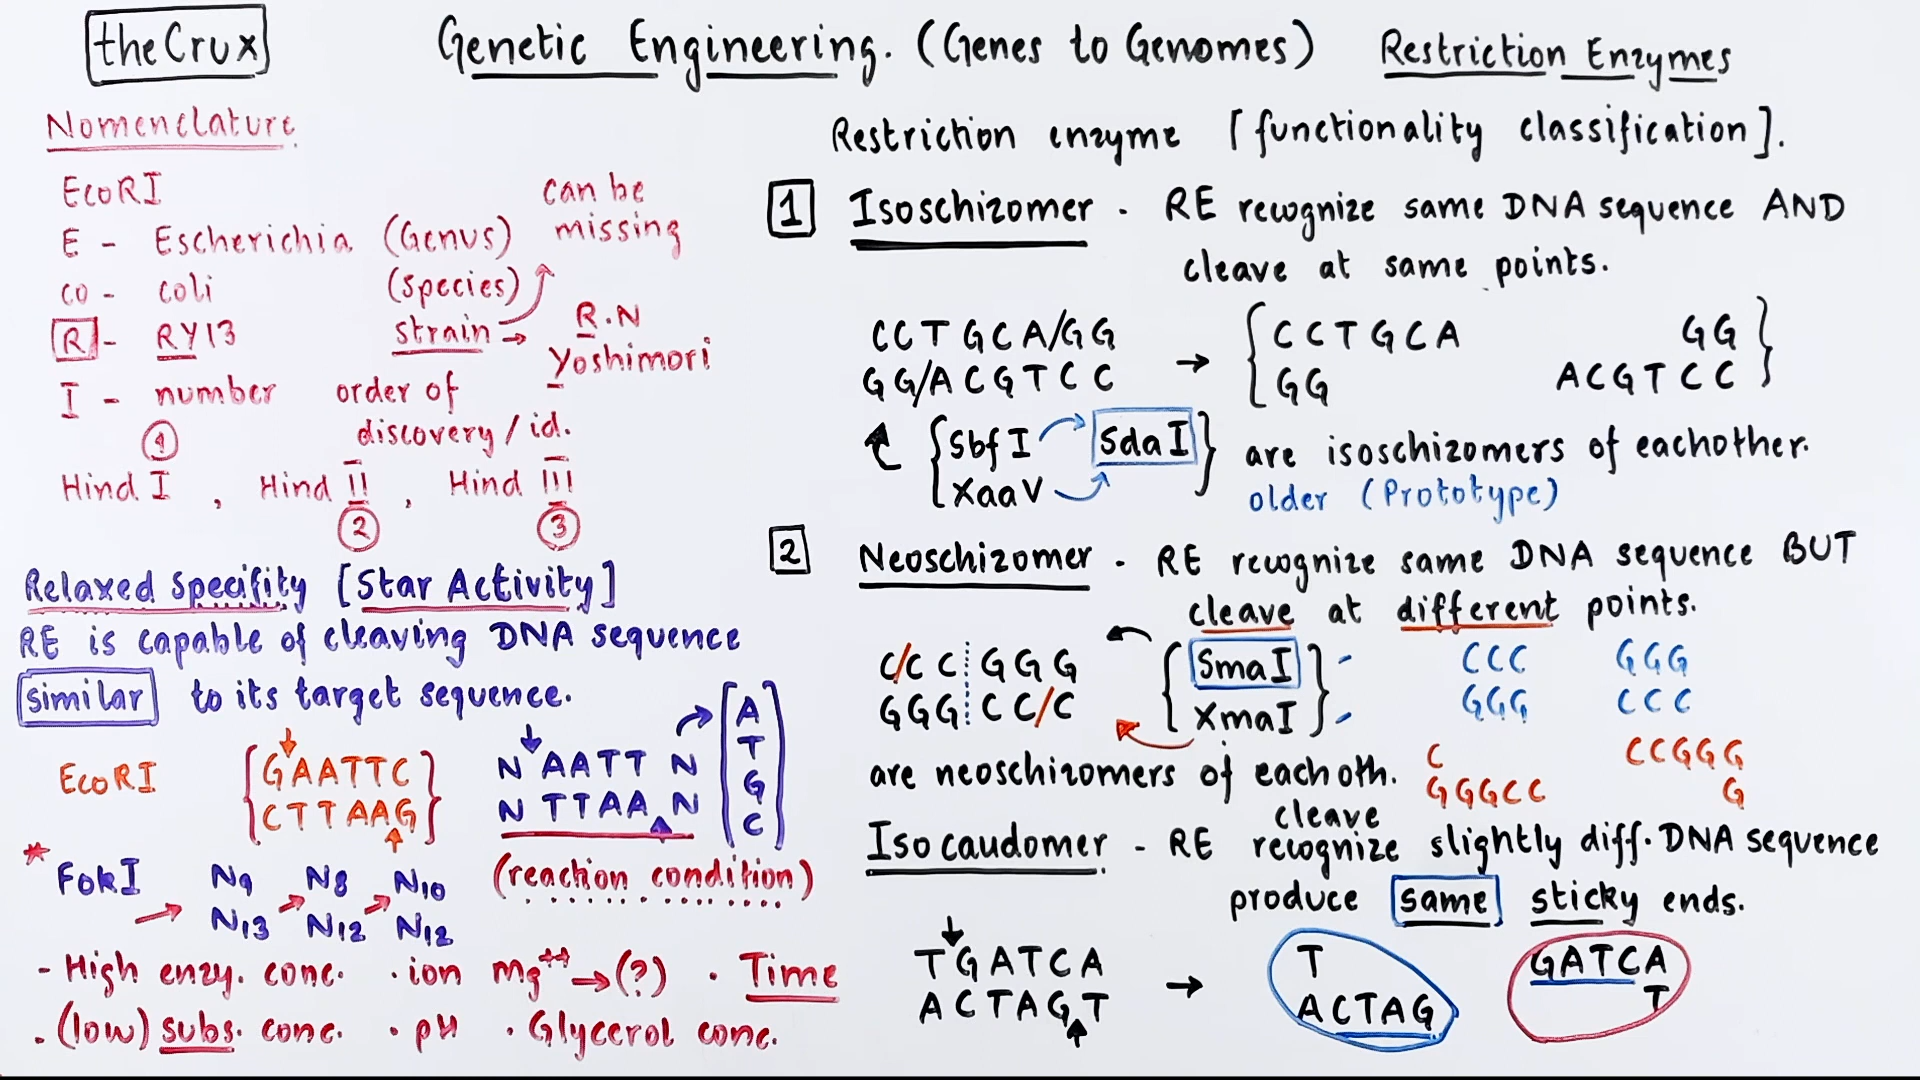 theCrux
Genetic Engineering. (Genes to Genomes) Restriction Enzymes
Nomenclature.
EcoRI
E - Escherichia (Genus)
co - coli (species)
R - RY13 strain →
can be
missing
R.N
Yoshimori
I - number order of
discovery / id.
1
Hind I , Hind II , Hind III
2 3
Relaxed Specifity [Star Activity]
RE is capable of cleaving DNA sequence
similar to its target sequence.
EcoRI
GAATTC
CTTAAG
N AATT N
N TTAA N
A
T
G
C
(reaction condition)
* FokI → N9 → N8 → N10
N13 N12 N12
- High enzy. conc. · ion Mg++ → (?) · Time
· (low) subs. conc. · pH · Glycerol conc.
Restriction enzyme [functionality classification].
1 Isoschizomer - RE recognize same DNA sequence AND
cleave at same points.
CCTGCA/GG → CCTGCA GG
GG/ACGTCC GG ACGTCC
{SbfI SdaI} are isoschizomers of eachother.
XaaV older (Prototype)
2 Neoschizomer - RE recognize same DNA sequence BUT
cleave at different points.
C/CC GGG { SmaI } - CCC GGG
GGG CC/C XmaI - GGG CCC
C CCGGG
GGGCC G
are neoschizomers of eachoth.
cleave
Isocaudomer - RE recognize slightly diff. DNA sequence
produce same sticky ends.
TGATCA → T GATCA
ACTAGT ACTAG T